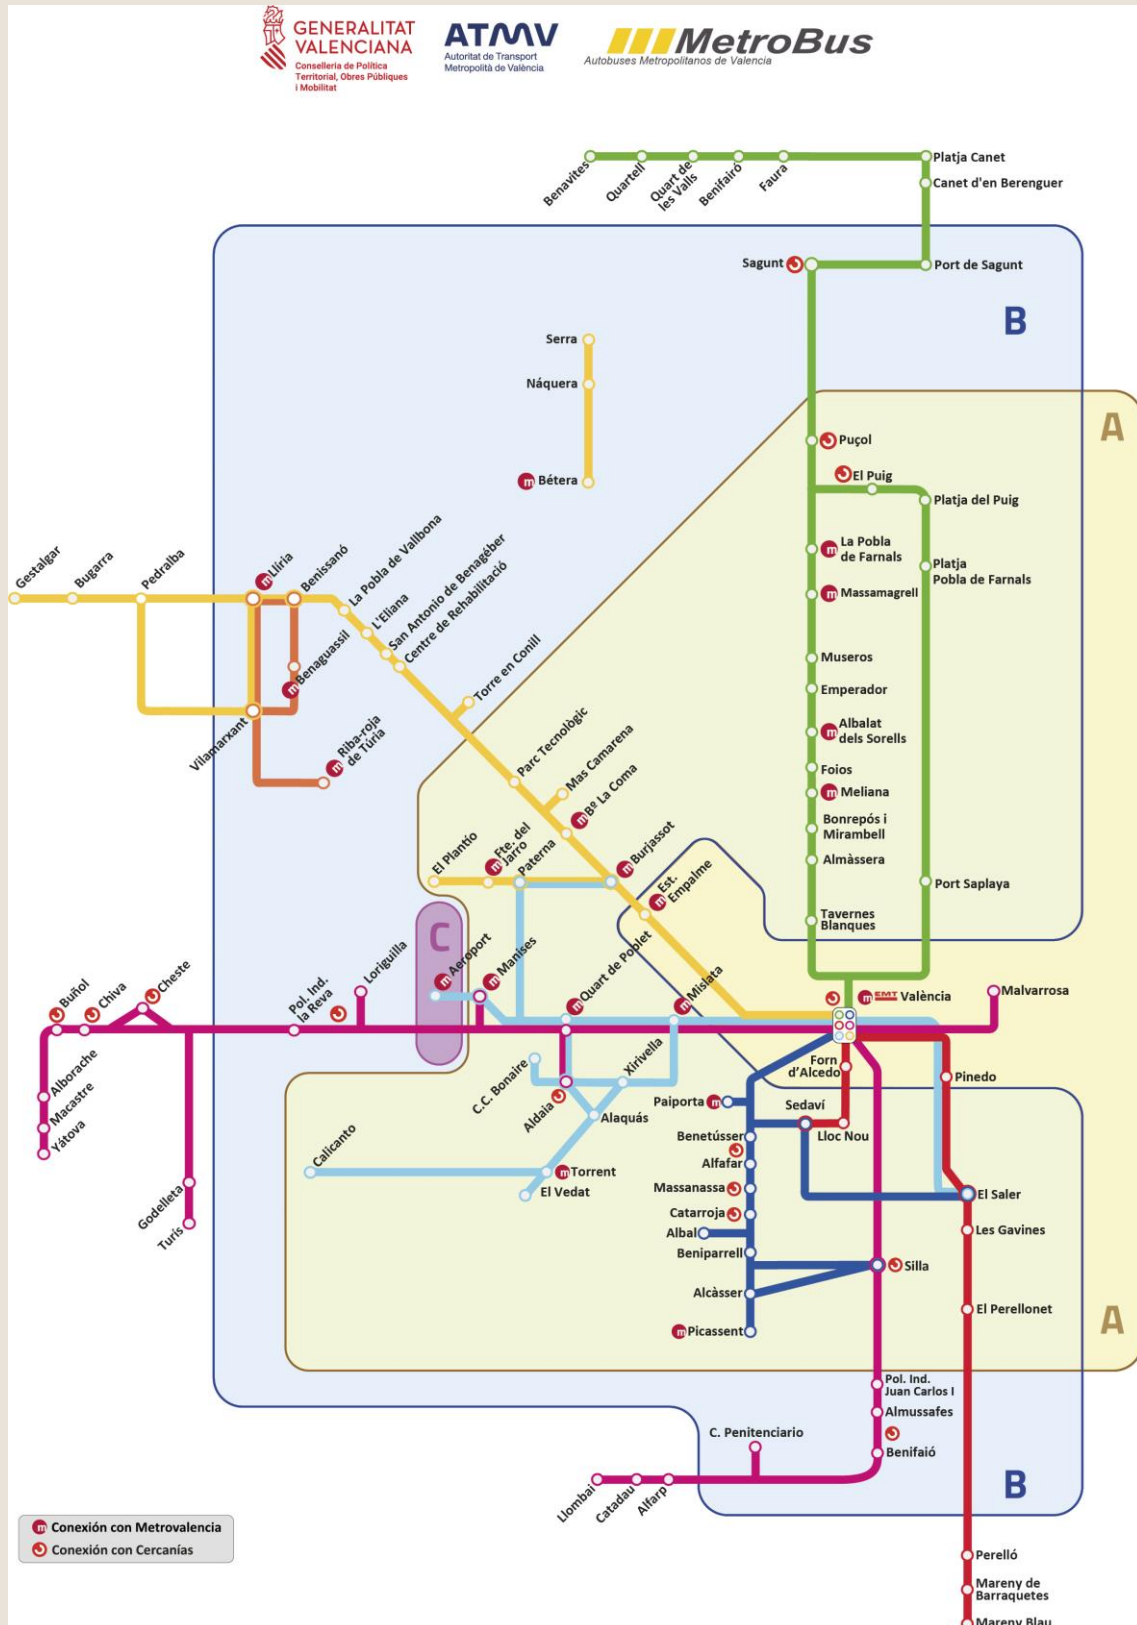 GENERALITAT
VALENCIANA
Conselleria de Política
Territorial, Obres Públiques
i Mobilitat
ATMV
Autoritat de Transport
Metropolità de València
MetroBus
Autobuses Metropolitanos de Valencia
Benavites
Quartell
Quart de
les Valls
Benifairó
Faura
Platja Canet
Canet d'en Berenguer
Sagunt
Port de Sagunt
B
Serra
Náquera
Bétera
A
Puçol
El Puig
Platja del Puig
La Pobla
de Farnals
Platja
Pobla de Farnals
Massamagrell
Museros
Emperador
Albalat
dels Sorells
Foios
Meliana
Bonrepós i
Mirambell
Almàssera
Port Saplaya
Tavernes
Blanques
Gestalgar
Bugarra
Pedralba
Llíria
Benissanó
La Pobla de Vallbona
L'Eliana
San Antonio de Benagéber
Centre de Rehabilitació
Torre en Conill
Benaguassil
Vilamarxant
Riba-roja
de Túria
Parc Tecnològic
Mas Camarena
Bº La Coma
El Plantío
Fte. del
Jarro
Paterna
Burjassot
Est.
Empalme
C
Aeroport
Manises
Quart de Poblet
Mislata
EMT
València
Malvarrosa
Buñol
Chiva
Cheste
Pol. Ind.
la Reva
Loriguilla
Alborache
Macastre
Yátova
Godelleta
Turís
C.C. Bonaire
Aldaia
Xirivella
Alaquás
Calicanto
Torrent
El Vedat
Forn
d'Alcedo
Pinedo
Paiporta
Sedaví
Lloc Nou
Benetússer
Alfafar
Massanassa
Catarroja
Albal
Beniparrell
Alcàsser
Picassent
Silla
El Saler
Les Gavines
El Perellonet
A
Pol. Ind.
Juan Carlos I
Almussafes
Benifaió
C. Penitenciario
Llombai
Catadau
Alfarp
B
Perelló
Mareny de
Barraquetes
Mareny Blau
m Conexión con Metrovalencia
Conexión con Cercanías